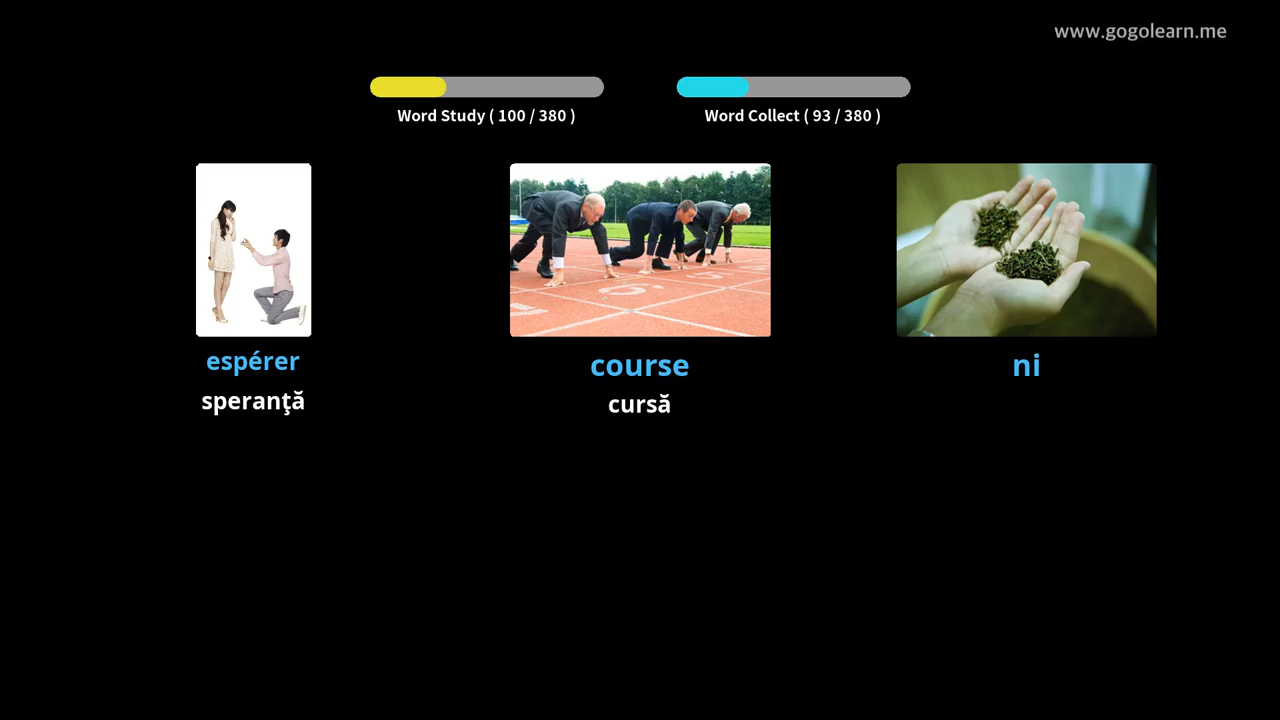 www.gogolearn.me
Word Study ( 100 / 380 )
Word Collect ( 93 / 380 )
espérer
speranţă
course
cursă
ni